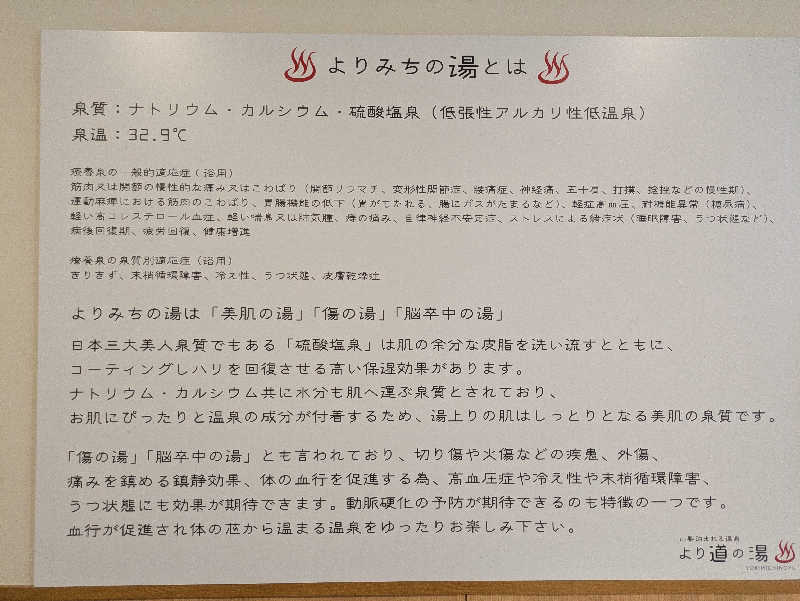 よりみちの湯とは
泉質：ナトリウム・カルシウム・硫酸塩泉（低張性アルカリ性低温泉）
泉温：32.9℃
療養泉の一般的適応症（浴用）
筋肉又は関節の慢性的な痛み又はこわばり（関節リウマチ、変形性関節症、腰痛症、神経痛、五十肩、打撲、捻挫などの慢性期）、
運動麻痺における筋肉のこわばり、胃腸機能の低下（胃がもたれる、腸にガスがたまるなど）、軽症高血圧、耐糖能異常（糖尿病）、
軽い高コレステロール血症、軽い喘息又は肺気腫、痔の痛み、自律神経不安定症、ストレスによる諸症状（睡眠障害、うつ状態など）、
病後回復期、疲労回復、健康増進
療養泉の泉質別適応症（浴用）
きりきず、末梢循環障害、冷え性、うつ状態、皮膚乾燥症
よりみちの湯は「美肌の湯」「傷の湯」「脳卒中の湯」
日本三大美人泉質でもある「硫酸塩泉」は肌の余分な皮脂を洗い流すとともに、
コーティングしハリを回復させる高い保湿効果があります。
ナトリウム・カルシウム共に水分も肌へ運ぶ泉質とされており、
お肌にぴったりと温泉の成分が付着するため、湯上りの肌はしっとりとなる美肌の泉質です。
「傷の湯」「脳卒中の湯」とも言われており、切り傷や火傷などの疾患、外傷、
痛みを鎮める鎮静効果、体の血行を促進する為、高血圧症や冷え性や末梢循環障害、
うつ状態にも効果が期待できます。動脈硬化の予防が期待できるのも特徴の一つです。
血行が促進され体の芯から温まる温泉をゆったりお楽しみ下さい。
より道の湯